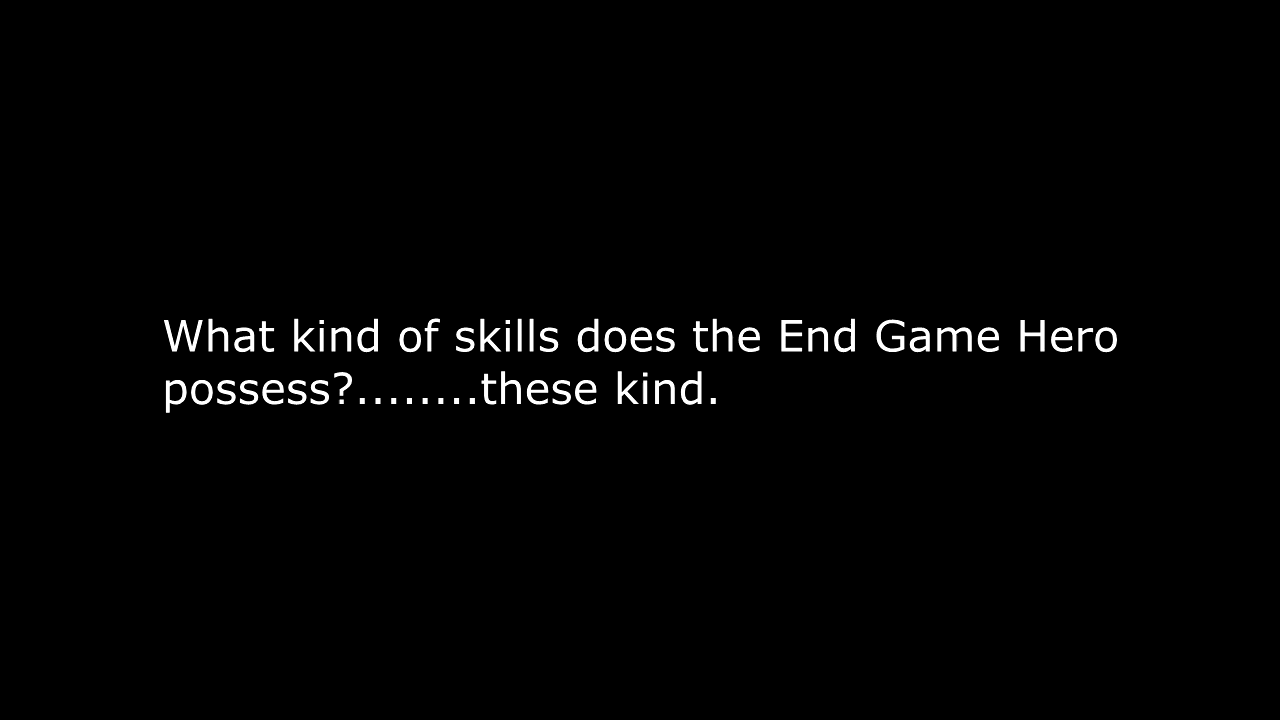 What kind of skills does the End Game Hero
possess?........these kind.